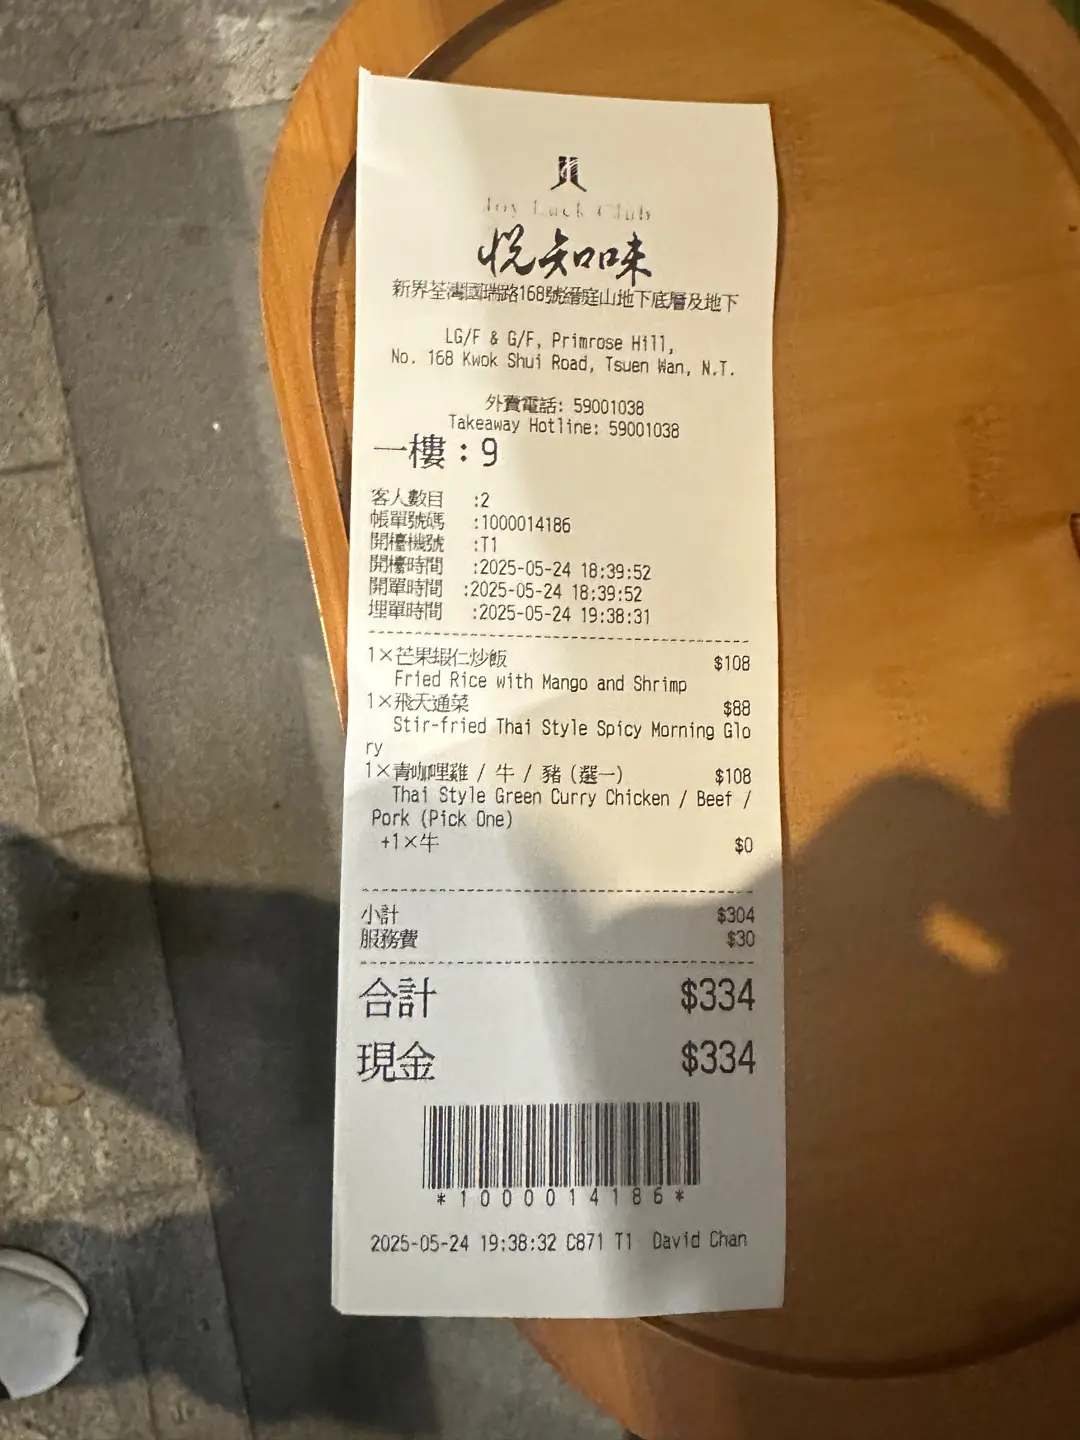 Joy Luck Club
悅知味
新界荃灣國瑞路168號縉庭山地下底層及地下
LG/F & G/F, Primrose Hill,
No. 168 Kwok Shui Road, Tsuen Wan, N.T.
外賣電話: 59001038
Takeaway Hotline: 59001038
一樓：9
客人數目 :2
帳單號碼 :1000014186
開檯機號 :T1
開檯時間 :2025-05-24 18:39:52
開單時間 :2025-05-24 18:39:52
埋單時間 :2025-05-24 19:38:31
1×芒果蝦仁炒飯 $108
Fried Rice with Mango and Shrimp
1×飛天通菜 $88
Stir-fried Thai Style Spicy Morning Glo
ry
1×青咖哩雞 / 牛 / 豬 (選一) $108
Thai Style Green Curry Chicken / Beef /
Pork (Pick One)
+1×牛 $0
小計 $304
服務費 $30
合計 $334
現金 $334
*1000014186*
2025-05-24 19:38:32 C871 T1 David Chan